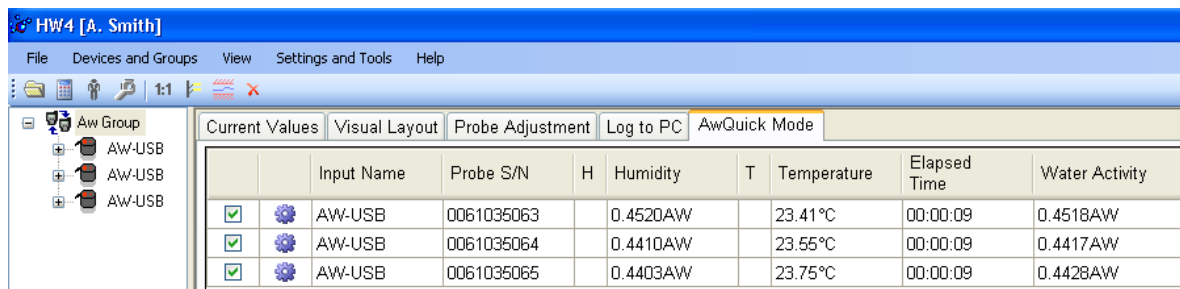 HW4 [A. Smith]
File Devices and Groups View Settings and Tools Help
1:1
Aw Group
AW-USB
AW-USB
AW-USB
Current Values Visual Layout Probe Adjustment Log to PC AwQuick Mode
Input Name Probe S/N H Humidity T Temperature Elapsed Time Water Activity
AW-USB 0061035063 0.4520AW 23.41°C 00:00:09 0.4518AW
AW-USB 0061035064 0.4410AW 23.55°C 00:00:09 0.4417AW
AW-USB 0061035065 0.4403AW 23.75°C 00:00:09 0.4428AW